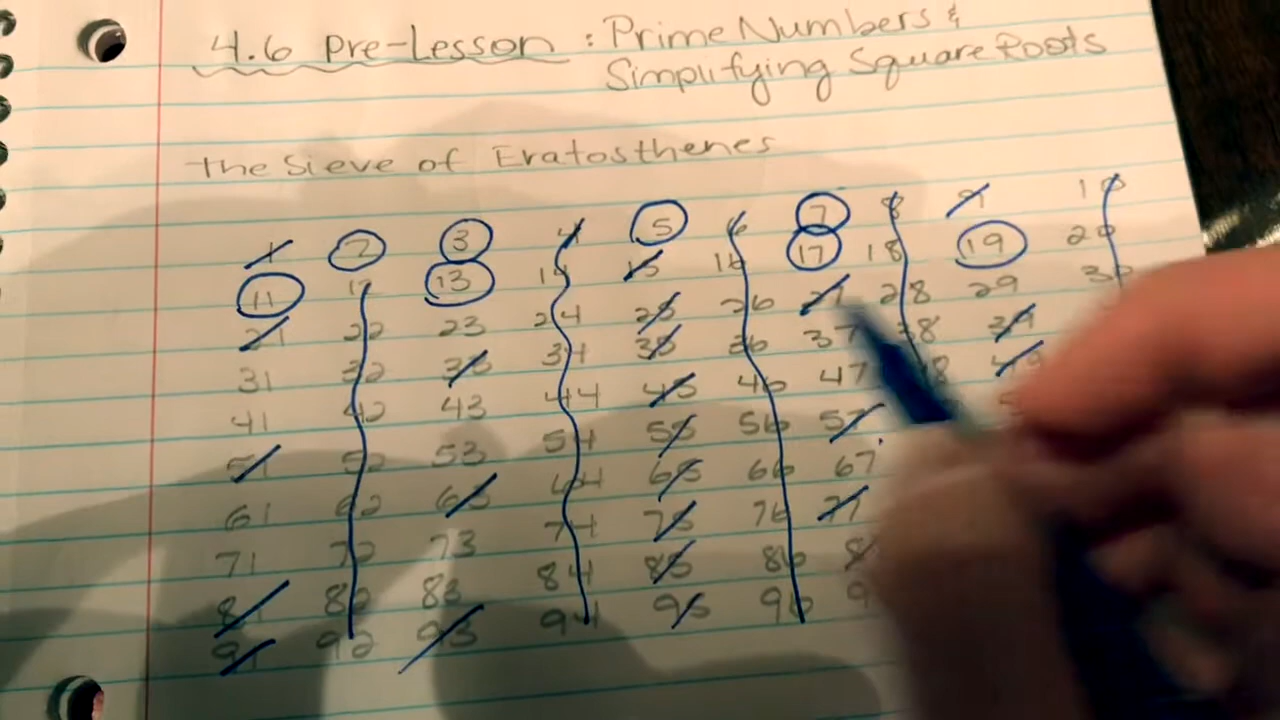 4.6 Pre-Lesson : Prime Numbers &
Simplifying Square Roots
The Sieve of Eratosthenes
1 2 3 4 5 6 7 8 9 10
11 12 13 14 15 16 17 18 19 20
21 22 23 24 25 26 27 28 29 30
31 32 33 34 35 36 37 38 39
41 42 43 44 45 46 47 48 49
51 52 53 54 55 56 57
61 62 63 64 65 66 67
71 72 73 74 75 76 77
81 82 83 84 85 86
91 92 93 94 95 96